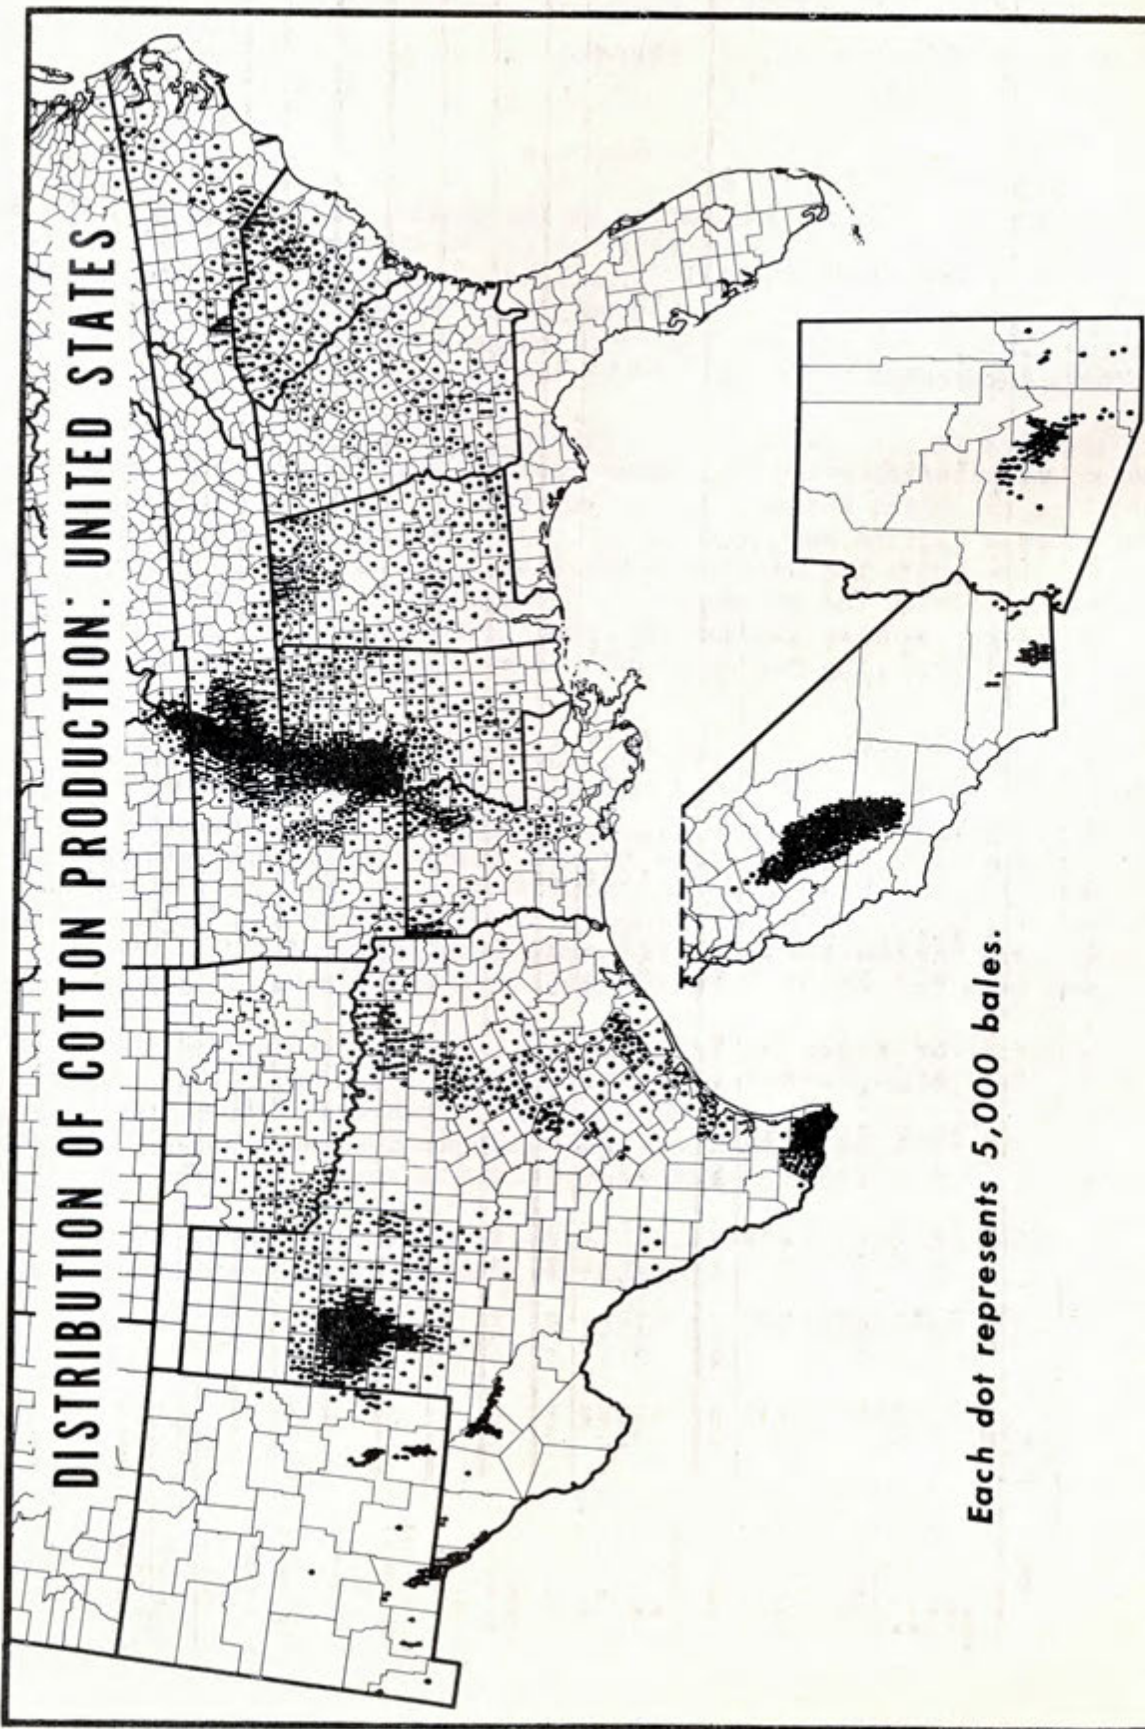 DISTRIBUTION OF COTTON PRODUCTION: UNITED STATES
Each dot represents 5,000 bales.